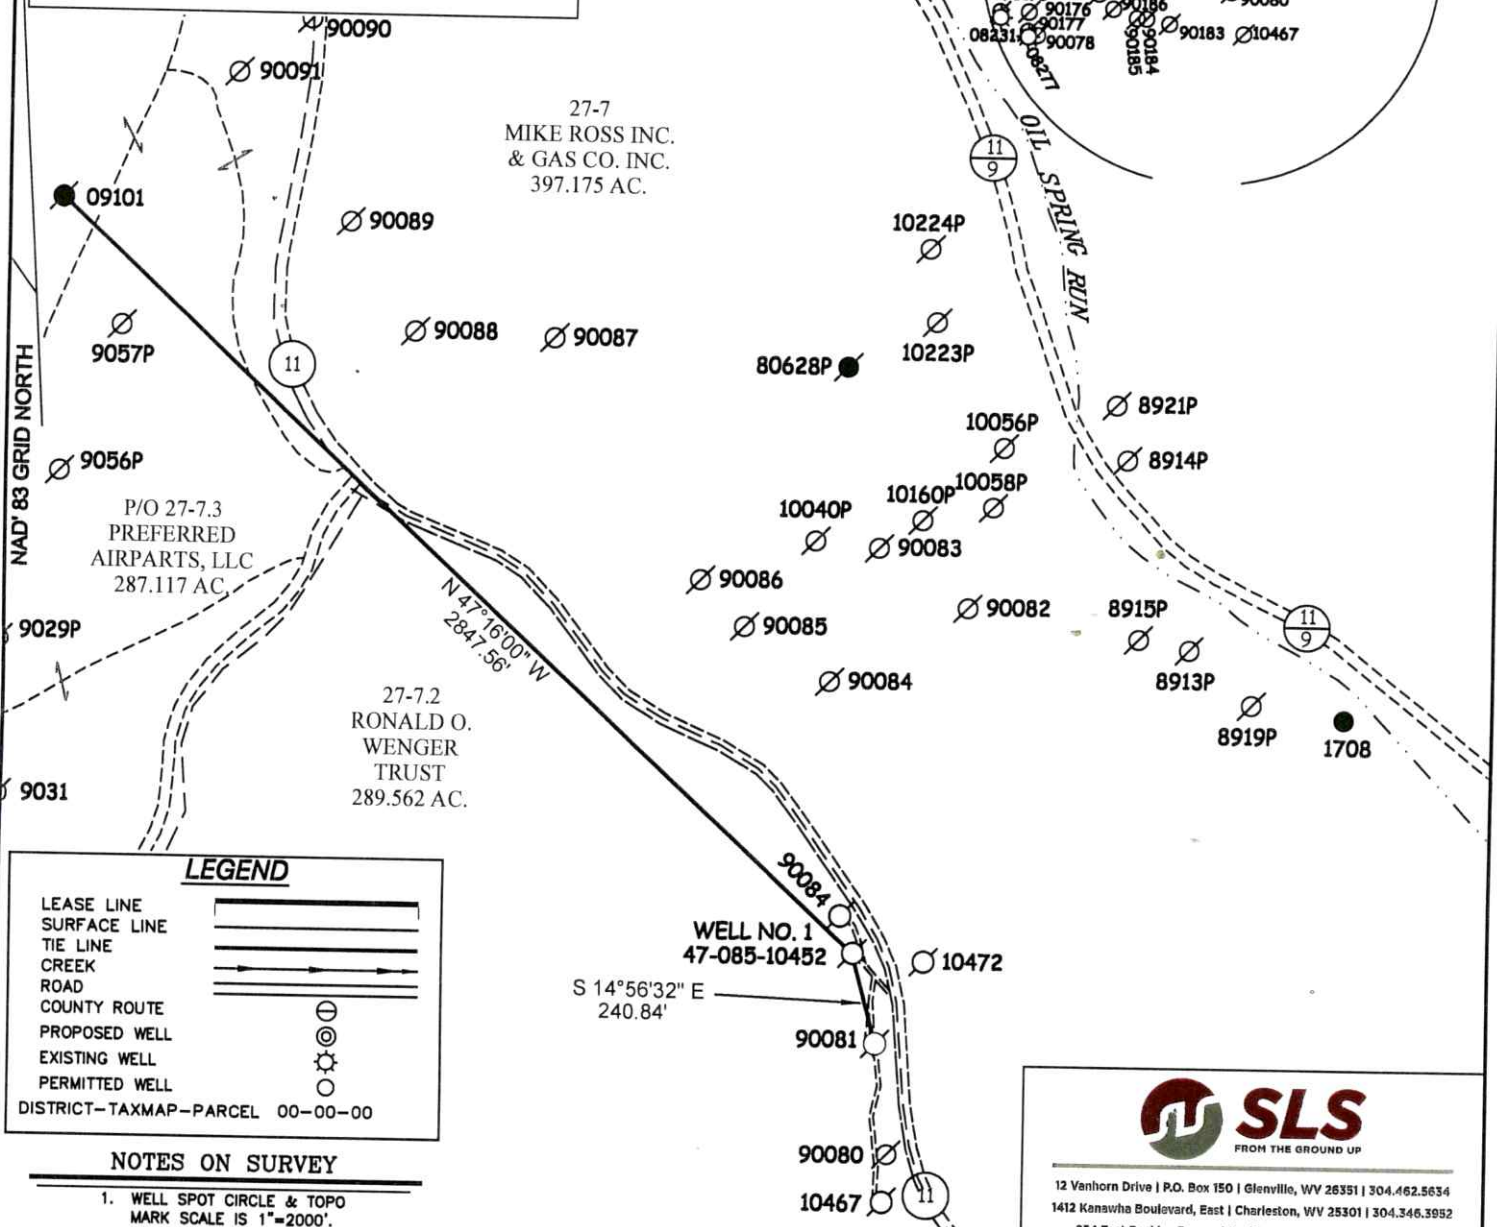 90090
90091
09101
90089
27-7
MIKE ROSS INC.
& GAS CO. INC.
397.175 AC.
90176
90177
90186
90080
08231
90078
08277
90185
90184
90183
10467
11
9
OIL SPRING RUN
10224P
10223P
80628P
9057P
11
90088
90087
NAD' 83 GRID NORTH
8921P
10056P
8914P
9056P
P/O 27-7.3
PREFERRED
AIRPARTS, LLC
287.117 AC.
10058P
10160P
10040P
90083
90086
90082
90085
8915P
11
9
9029P
N 47°16'00" W
2847.56'
90084
8913P
8919P
1708
27-7.2
RONALD O.
WENGER
TRUST
289.562 AC.
9031
LEGEND
LEASE LINE
SURFACE LINE
TIE LINE
CREEK
ROAD
COUNTY ROUTE
PROPOSED WELL
EXISTING WELL
PERMITTED WELL
DISTRICT-TAXMAP-PARCEL 00-00-00
90084
WELL NO. 1
47-085-10452
10472
S 14°56'32" E
240.84'
90081
90080
10467
11
NOTES ON SURVEY
1. WELL SPOT CIRCLE & TOPO
MARK SCALE IS 1"=2000'.
SLS
FROM THE GROUND UP
12 Vanhorn Drive | P.O. Box 150 | Glenville, WV 26351 | 304.462.5634
1412 Kanawha Boulevard, East | Charleston, WV 25301 | 304.346.3952